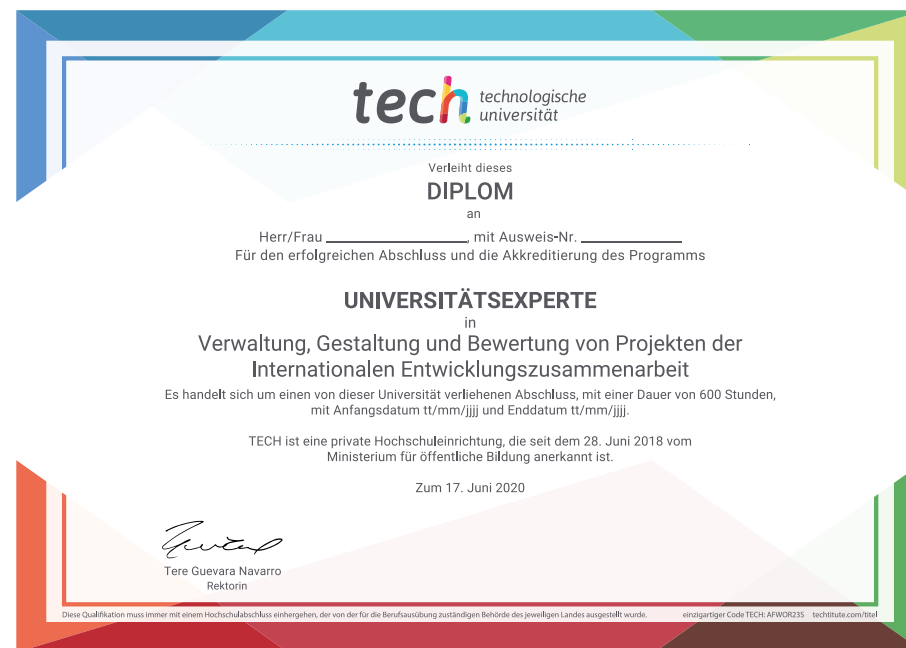 tech technologische
universität
Verleiht dieses
DIPLOM
an
Herr/Frau ____________________, mit Ausweis-Nr. ______________
Für den erfolgreichen Abschluss und die Akkreditierung des Programms
UNIVERSITÄTSEXPERTE
in
Verwaltung, Gestaltung und Bewertung von Projekten der
Internationalen Entwicklungszusammenarbeit
Es handelt sich um einen von dieser Universität verliehenen Abschluss, mit einer Dauer von 600 Stunden,
mit Anfangsdatum tt/mm/jjjj und Enddatum tt/mm/jjjj.
TECH ist eine private Hochschuleinrichtung, die seit dem 28. Juni 2018 vom
Ministerium für öffentliche Bildung anerkannt ist.
Zum 17. Juni 2020
Tere Guevara Navarro
Rektorin
Diese Qualifikation muss immer mit einem Hochschulabschluss einhergehen, der von der für die Berufsausübung zuständigen Behörde des jeweiligen Landes ausgestellt wurde. einzigartiger Code TECH: AFWOR23S techtitute.com/titel